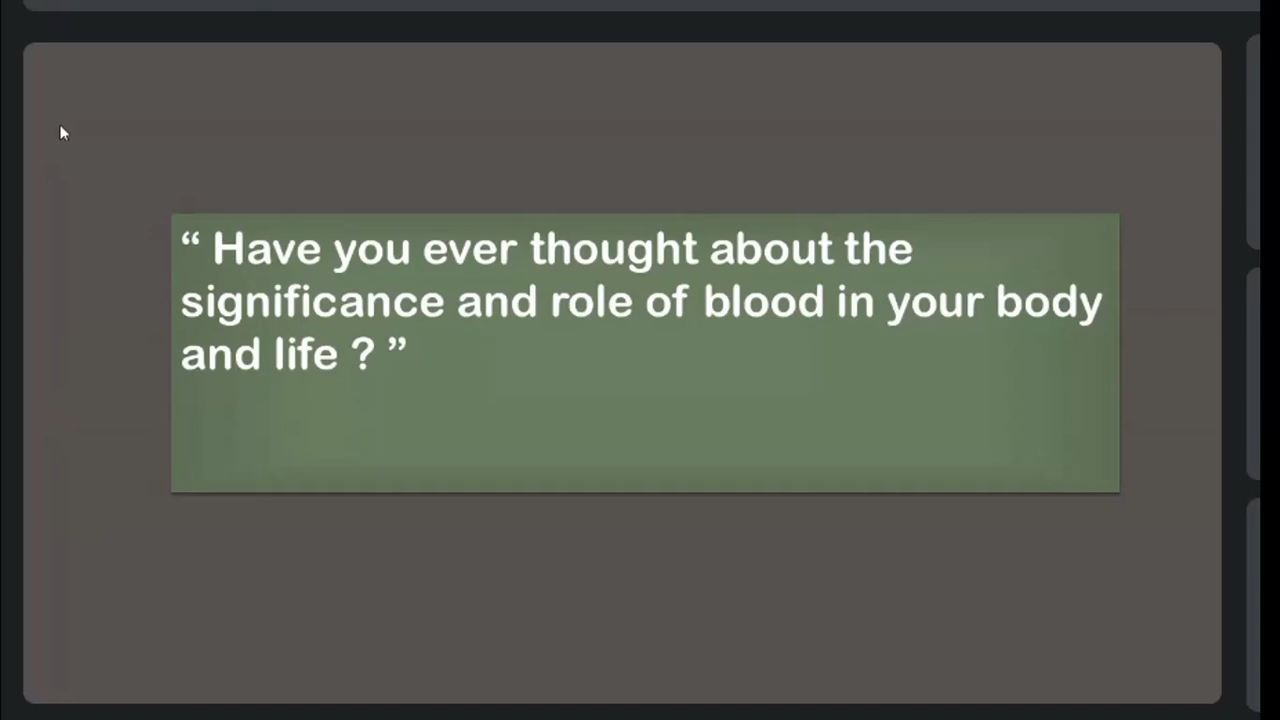 “ Have you ever thought about the
significance and role of blood in your body
and life ? ”